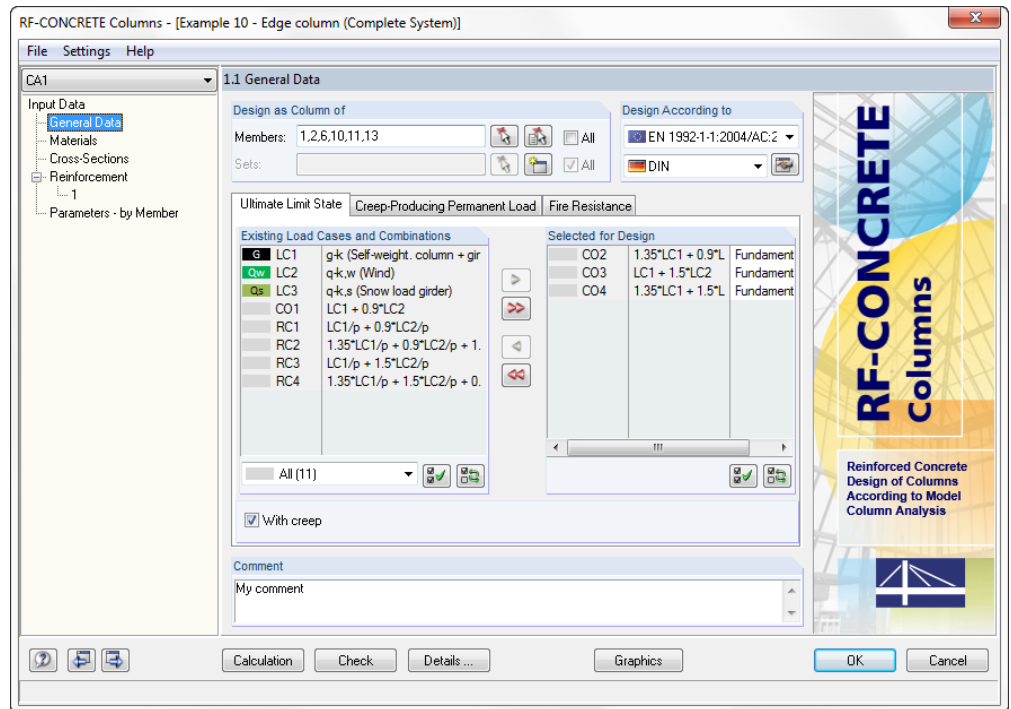 RF-CONCRETE Columns - [Example 10 - Edge column (Complete System)]
File Settings Help
CA1
1.1 General Data
Input Data
General Data
Materials
Cross-Sections
Reinforcement
1
Parameters - by Member
Design as Column of
Members: 1,2,6,10,11,13 All
Sets: All
Design According to
EN 1992-1-1:2004/AC:2
DIN
Ultimate Limit State Creep-Producing Permanent Load Fire Resistance
Existing Load Cases and Combinations
G LC1 g-k (Self-weight. column + gir
Qw LC2 q-k,w (Wind)
Qs LC3 q-k,s (Snow load girder)
CO1 LC1 + 0.9*LC2
RC1 LC1/p + 0.9*LC2/p
RC2 1.35*LC1/p + 0.9*LC2/p + 1.
RC3 LC1/p + 1.5*LC2/p
RC4 1.35*LC1/p + 1.5*LC2/p + 0.
All (11)
Selected for Design
CO2 1.35*LC1 + 0.9*L Fundament
CO3 LC1 + 1.5*LC2 Fundament
CO4 1.35*LC1 + 1.5*L Fundament
With creep
Comment
My comment
RF-CONCRETE
Columns
Reinforced Concrete
Design of Columns
According to Model
Column Analysis
Calculation Check Details ... Graphics OK Cancel